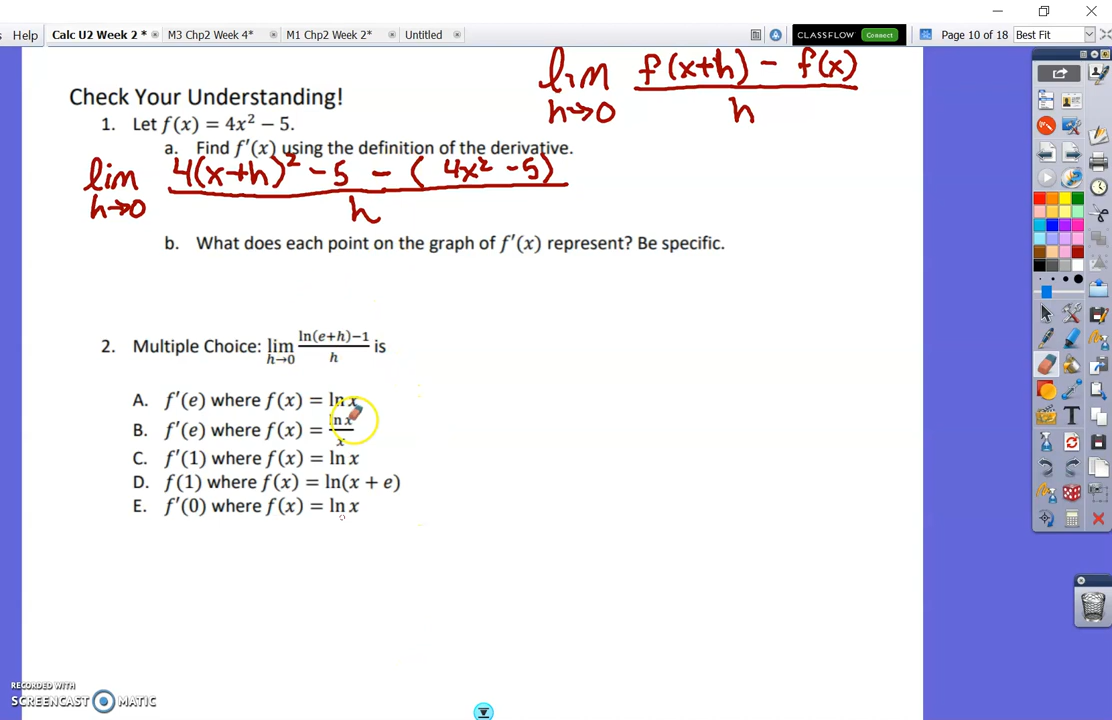 Help Calc U2 Week 2* M3 Chp2 Week 4* M1 Chp2 Week 2* Untitled CLASSFLOW Connect Page 10 of 18 Best Fit
lim h→0 f(x+h) - f(x) / h
Check Your Understanding!
1. Let f(x) = 4x² − 5.
a. Find f′(x) using the definition of the derivative.
lim h→0 4(x+h)² - 5 - (4x² - 5) / h
b. What does each point on the graph of f′(x) represent? Be specific.
2. Multiple Choice: lim h→0 ln(e+h)−1 / h is
A. f′(e) where f(x) = ln x
B. f′(e) where f(x) = ln x / x
C. f′(1) where f(x) = ln x
D. f(1) where f(x) = ln(x + e)
E. f′(0) where f(x) = ln x
RECORDED WITH
SCREENCAST MATIC